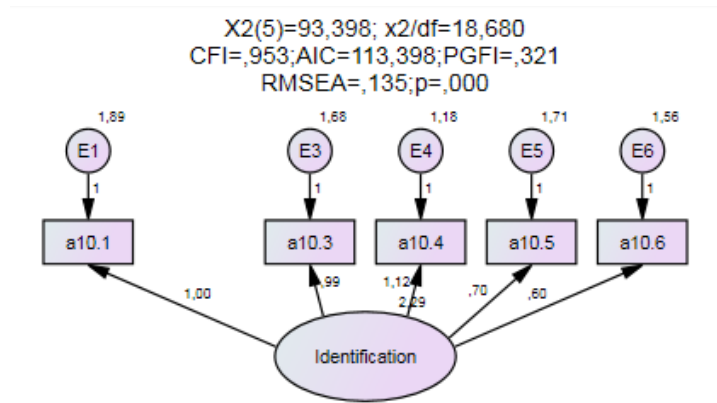 X2(5)=93,398; x2/df=18,680
CFI=,953;AIC=113,398;PGFI=,321
RMSEA=,135;p=,000
1,89 1,68 1,18 1,71 1,56
E1 E3 E4 E5 E6
1 1 1 1 1
a10.1 a10.3 a10.4 a10.5 a10.6
1,00 ,99 1,12 ,70 ,60
2,29
Identification